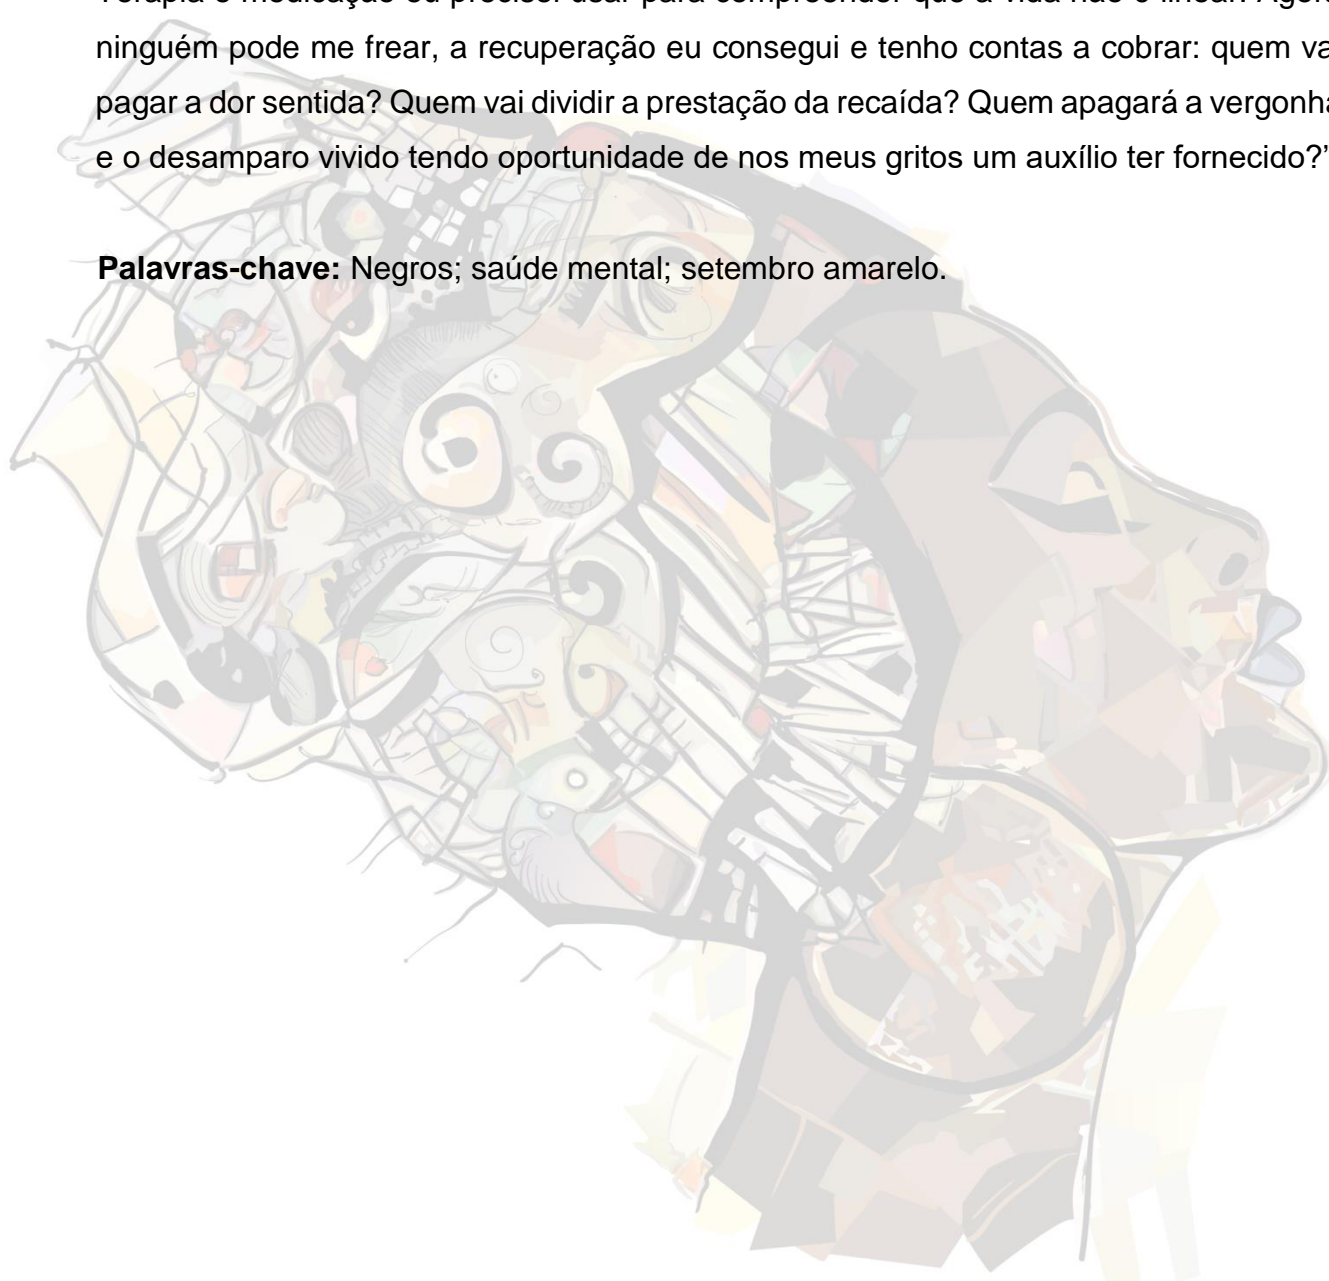 ninguém pode me frear, a recuperação eu consegui e tenho contas a cobrar: quem va
pagar a dor sentida? Quem vai dividir a prestação da recaída? Quem apagará a vergonha
e o desamparo vivido tendo oportunidade de nos meus gritos um auxílio ter fornecido?”
Palavras-chave: Negros; saúde mental; setembro amarelo.